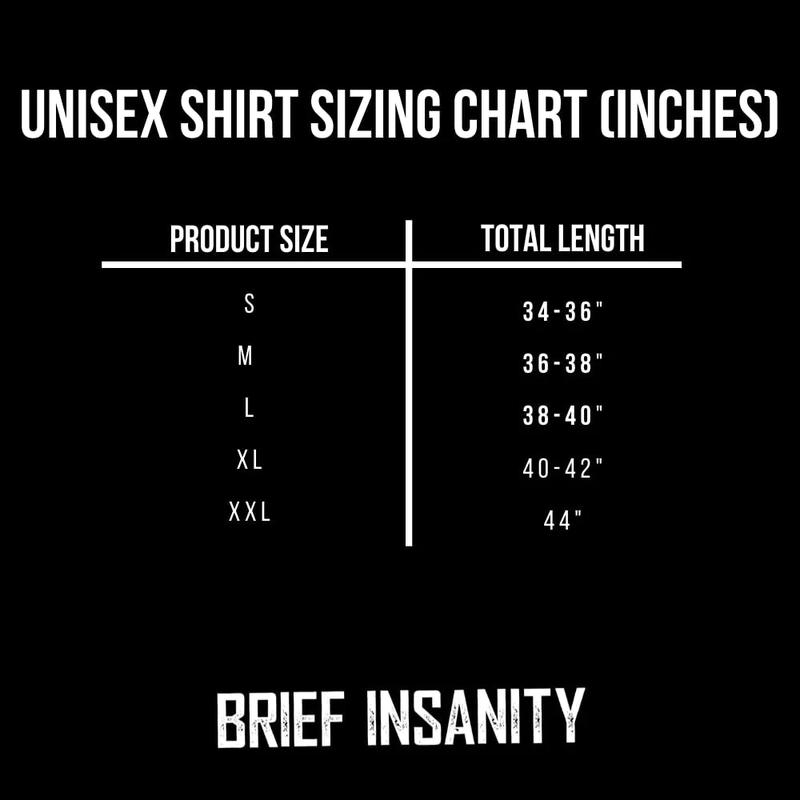 UNISEX SHIRT SIZING CHART (INCHES)
PRODUCT SIZE TOTAL LENGTH
S 34-36"
M 36-38"
L 38-40"
XL 40-42"
XXL 44"
BRIEF INSANITY